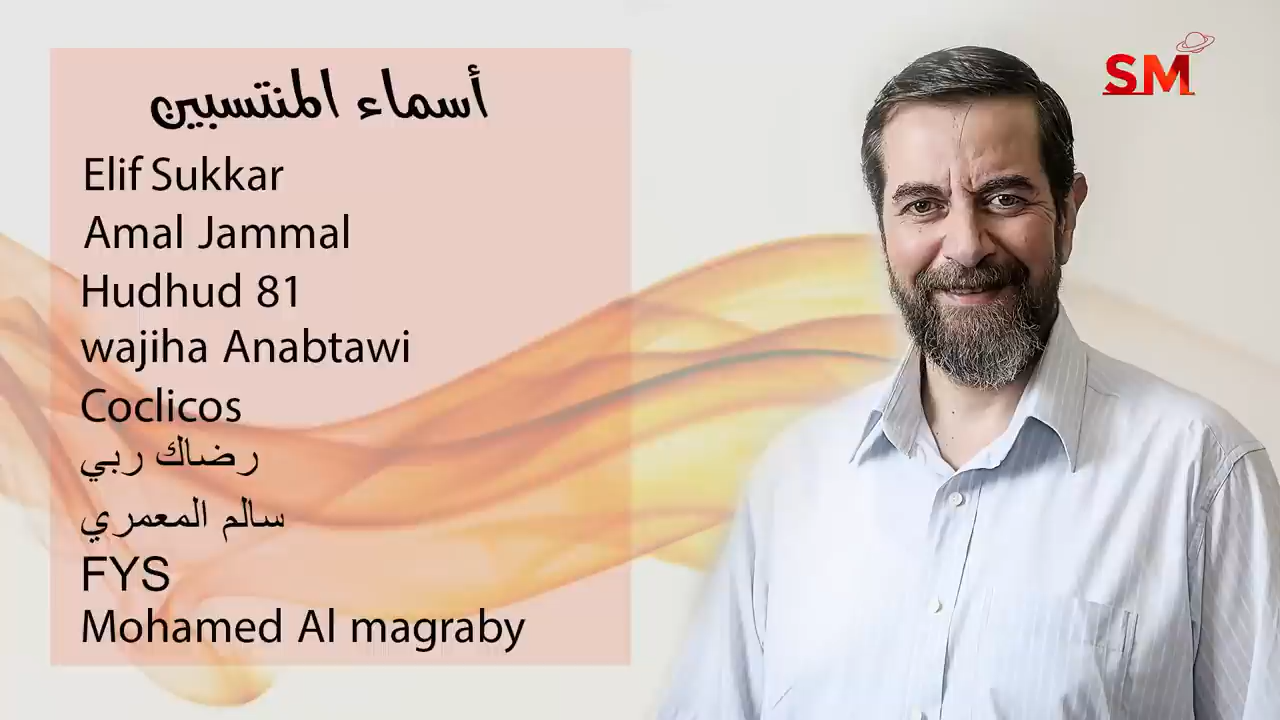 أسماء المنتسبين
Elif Sukkar
Amal Jammal
Hudhud 81
wajiha Anabtawi
Coclicos
رضاك ربي
سالم المعمري
FYS
Mohamed Al magraby
SM